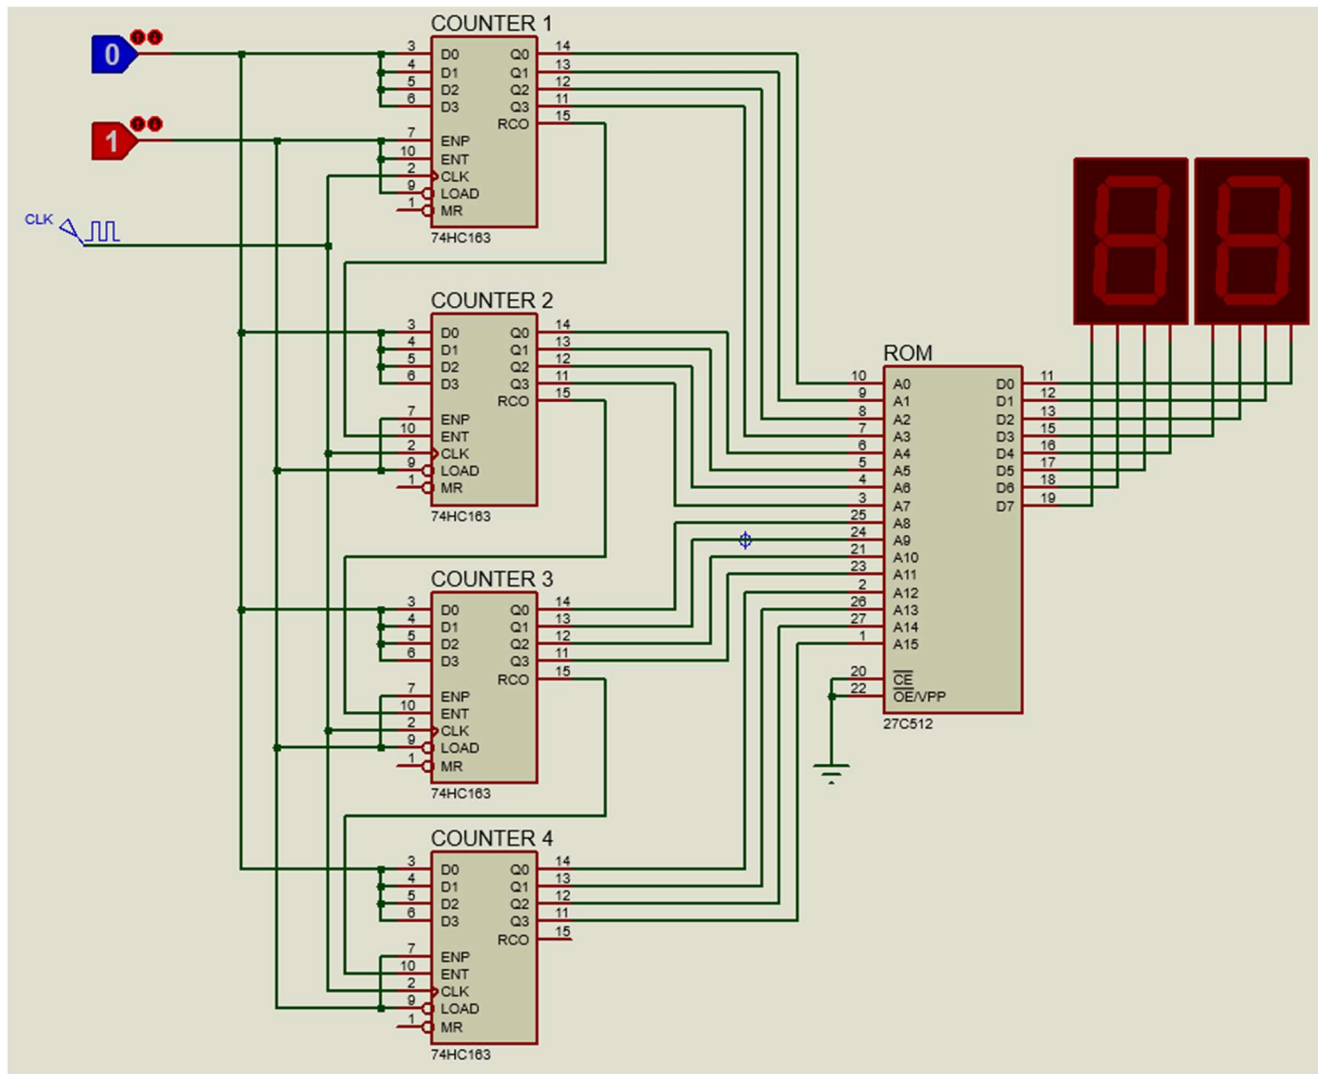 0
1
CLK
COUNTER 1
3 D0 Q0 14
4 D1 Q1 13
5 D2 Q2 12
6 D3 Q3 11
RCO 15
7 ENP
10 ENT
2 CLK
9 LOAD
1 MR
74HC163
COUNTER 2
3 D0 Q0 14
4 D1 Q1 13
5 D2 Q2 12
6 D3 Q3 11
RCO 15
7 ENP
10 ENT
2 CLK
9 LOAD
1 MR
74HC163
COUNTER 3
3 D0 Q0 14
4 D1 Q1 13
5 D2 Q2 12
6 D3 Q3 11
RCO 15
7 ENP
10 ENT
2 CLK
9 LOAD
1 MR
74HC163
COUNTER 4
3 D0 Q0 14
4 D1 Q1 13
5 D2 Q2 12
6 D3 Q3 11
RCO 15
7 ENP
10 ENT
2 CLK
9 LOAD
1 MR
74HC163
ROM
10 A0 D0 11
9 A1 D1 12
8 A2 D2 13
7 A3 D3 15
6 A4 D4 16
5 A5 D5 17
4 A6 D6 18
3 A7 D7 19
25 A8
24 A9
21 A10
23 A11
2 A12
26 A13
27 A14
1 A15
20 CE
22 OE/VPP
27C512
88